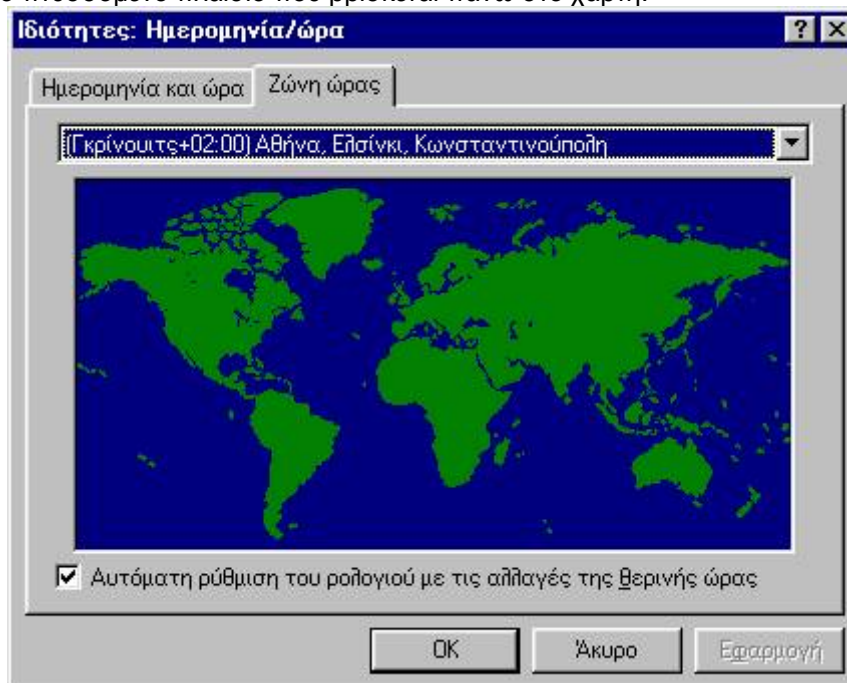 Ιδιότητες: Ημερομηνία/ώρα
Ημερομηνία και ώρα
Ζώνη ώρας
(Γκρίνουιτς+02:00) Αθήνα, Ελσίνκι, Κωνσταντινούπολη
Αυτόματη ρύθμιση του ρολογιού με τις αλλαγές της θερινής ώρας
OK
Άκυρο
Εφαρμογή